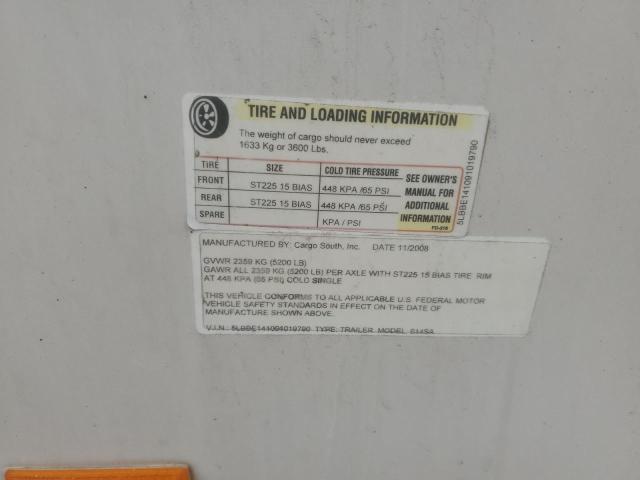 TIRE AND LOADING INFORMATION
The weight of cargo should never exceed
1633 Kg or 3600 Lbs.
TIRE SIZE COLD TIRE PRESSURE SEE OWNER'S MANUAL FOR ADDITIONAL INFORMATION
FRONT ST225 15 BIAS 448 KPA /65 PSI
REAR ST225 15 BIAS 448 KPA /65 PSI
SPARE KPA / PSI
5LBBE141091019790
MANUFACTURED BY: Cargo South, Inc. DATE 11/2008
GVWR 2359 KG (5200 LB)
GAWR ALL 2359 KG (5200 LB) PER AXLE WITH ST225 15 BIAS TIRE RIM
AT 448 KPA (65 PSI) COLD SINGLE
THIS VEHICLE CONFORMS TO ALL APPLICABLE U.S. FEDERAL MOTOR
VEHICLE SAFETY STANDARDS IN EFFECT ON THE DATE OF
MANUFACTURE SHOWN ABOVE.
V.I.N.: 5LBBE141091019790 TYPE: TRAILER MODEL